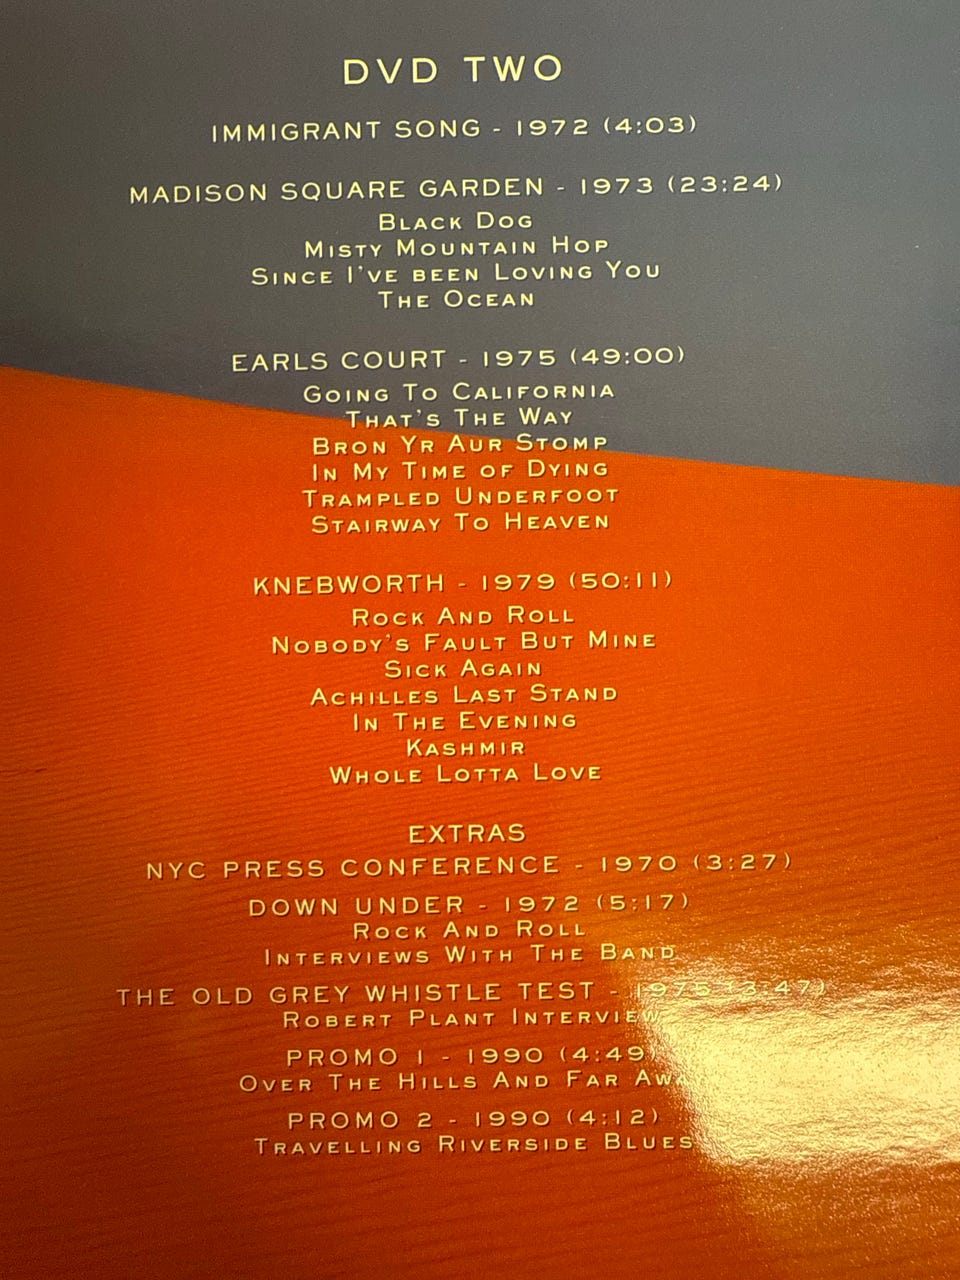 DVD TWO
IMMIGRANT SONG - 1972 (4:03)
MADISON SQUARE GARDEN - 1973 (23:24)
BLACK DOG
MISTY MOUNTAIN HOP
SINCE I'VE BEEN LOVING YOU
THE OCEAN
EARLS COURT - 1975 (49:00)
GOING TO CALIFORNIA
THAT'S THE WAY
BRON YR AUR STOMP
IN MY TIME OF DYING
TRAMPLED UNDERFOOT
STAIRWAY TO HEAVEN
KNEBWORTH - 1979 (50:11)
ROCK AND ROLL
NOBODY'S FAULT BUT MINE
SICK AGAIN
ACHILLES LAST STAND
IN THE EVENING
KASHMIR
WHOLE LOTTA LOVE
EXTRAS
NYC PRESS CONFERENCE - 1970 (3:27)
DOWN UNDER - 1972 (5:17)
ROCK AND ROLL
INTERVIEWS WITH THE BAND
THE OLD GREY WHISTLE TEST - 1975 (3:47)
ROBERT PLANT INTERVIEW
PROMO 1 - 1990 (4:49)
OVER THE HILLS AND FAR AWAY
PROMO 2 - 1990 (4:12)
TRAVELLING RIVERSIDE BLUES